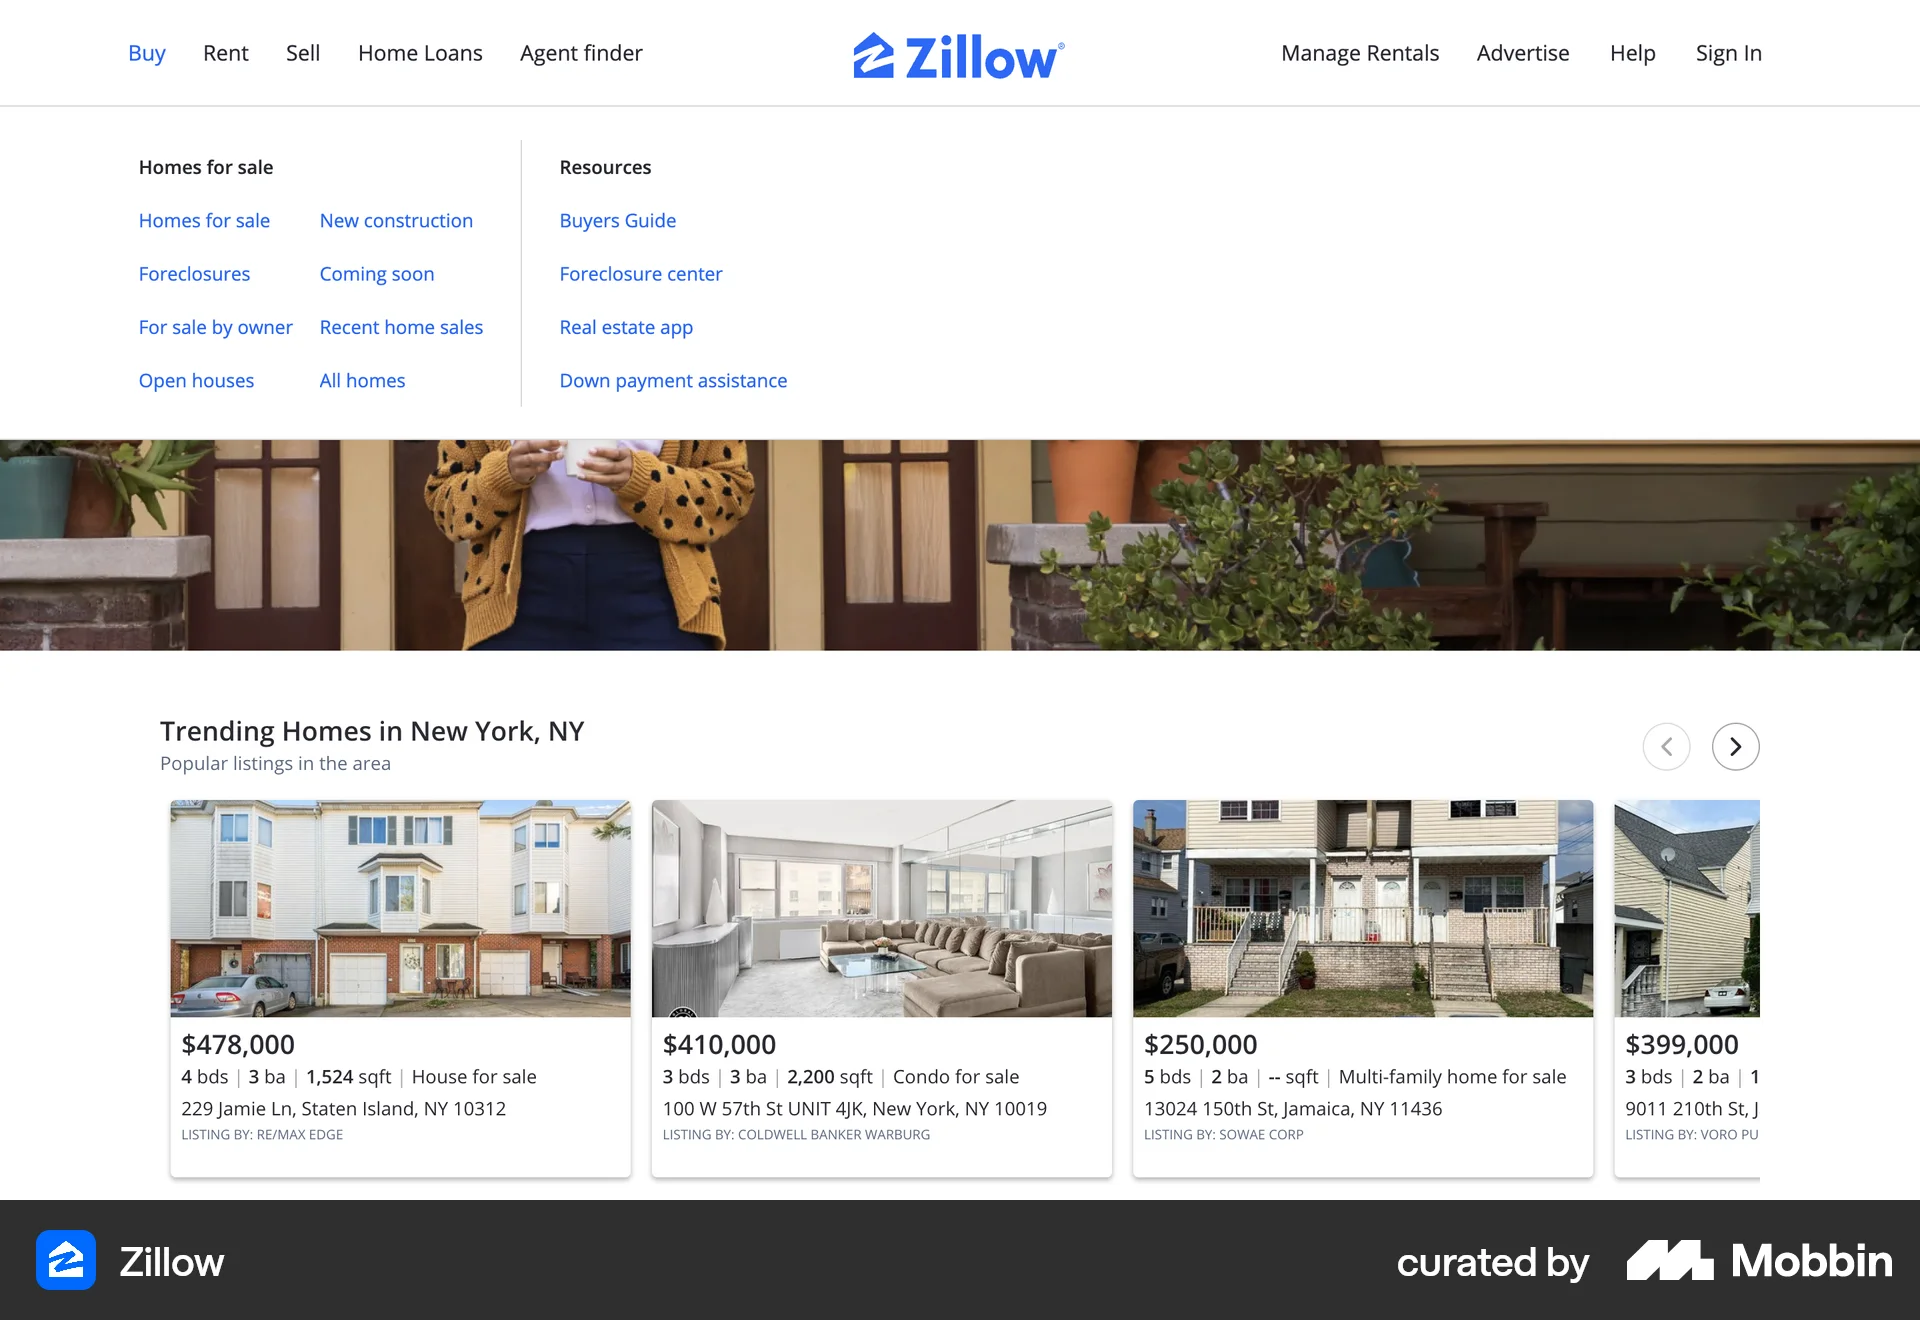 Buy Rent Sell Home Loans Agent finder Zillow® Manage Rentals Advertise Help Sign In
Homes for sale
Homes for sale New construction
Foreclosures Coming soon
For sale by owner Recent home sales
Open houses All homes
Resources
Buyers Guide
Foreclosure center
Real estate app
Down payment assistance
Trending Homes in New York, NY
Popular listings in the area
$478,000
4 bds | 3 ba | 1,524 sqft | House for sale
229 Jamie Ln, Staten Island, NY 10312
LISTING BY: RE/MAX EDGE
$410,000
3 bds | 3 ba | 2,200 sqft | Condo for sale
100 W 57th St UNIT 4JK, New York, NY 10019
LISTING BY: COLDWELL BANKER WARBURG
$250,000
5 bds | 2 ba | -- sqft | Multi-family home for sale
13024 150th St, Jamaica, NY 11436
LISTING BY: SOWAE CORP
$399,000
3 bds | 2 ba | 1
9011 210th St, J
LISTING BY: VORO PU
Zillow
curated by Mobbin